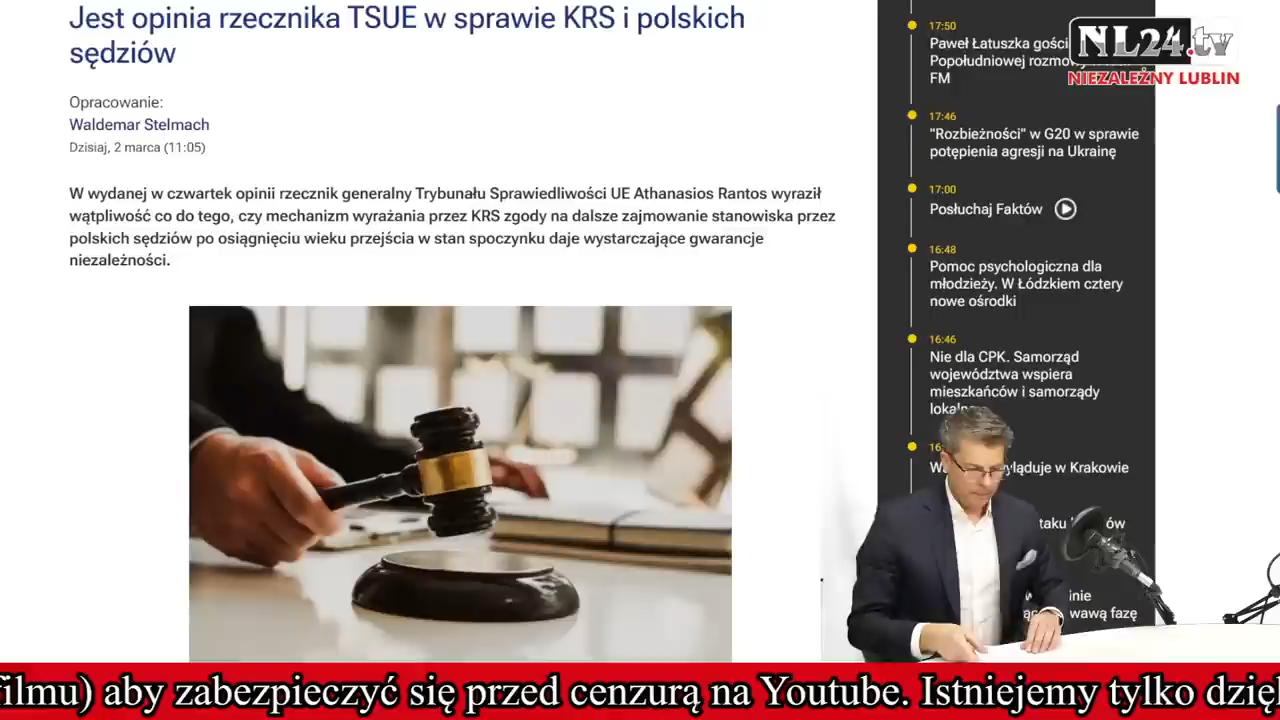 Jest opinia rzecznika TSUE w sprawie KRS i polskich
sędziów
Opracowanie:
Waldemar Stelmach
Dzisiaj, 2 marca (11:05)
W wydanej w czwartek opinii rzecznik generalny Trybunału Sprawiedliwości UE Athanasios Rantos wyraził
wątpliwość co do tego, czy mechanizm wyrażania przez KRS zgody na dalsze zajmowanie stanowiska przez
polskich sędziów po osiągnięciu wieku przejścia w stan spoczynku daje wystarczające gwarancje
niezależności.
17:50
Paweł Łatuszka
Popołudniowej
FM
17:46
"Rozbieżności" w G20 w sprawie
potępienia agresji na Ukrainę
17:00
Posłuchaj Faktów
16:48
Pomoc psychologiczna dla
młodzieży. W Łódzkiem cztery
nowe ośrodki
16:46
Nie dla CPK. Samorząd
województwa wspiera
mieszkańców i samorządy
w Krakowie
wawą fazę
NL24.tv
NIEZALEŻNY LUBLIN
filmu) aby zabezpieczyć się przed cenzurą na Youtube. Istniejemy tylko